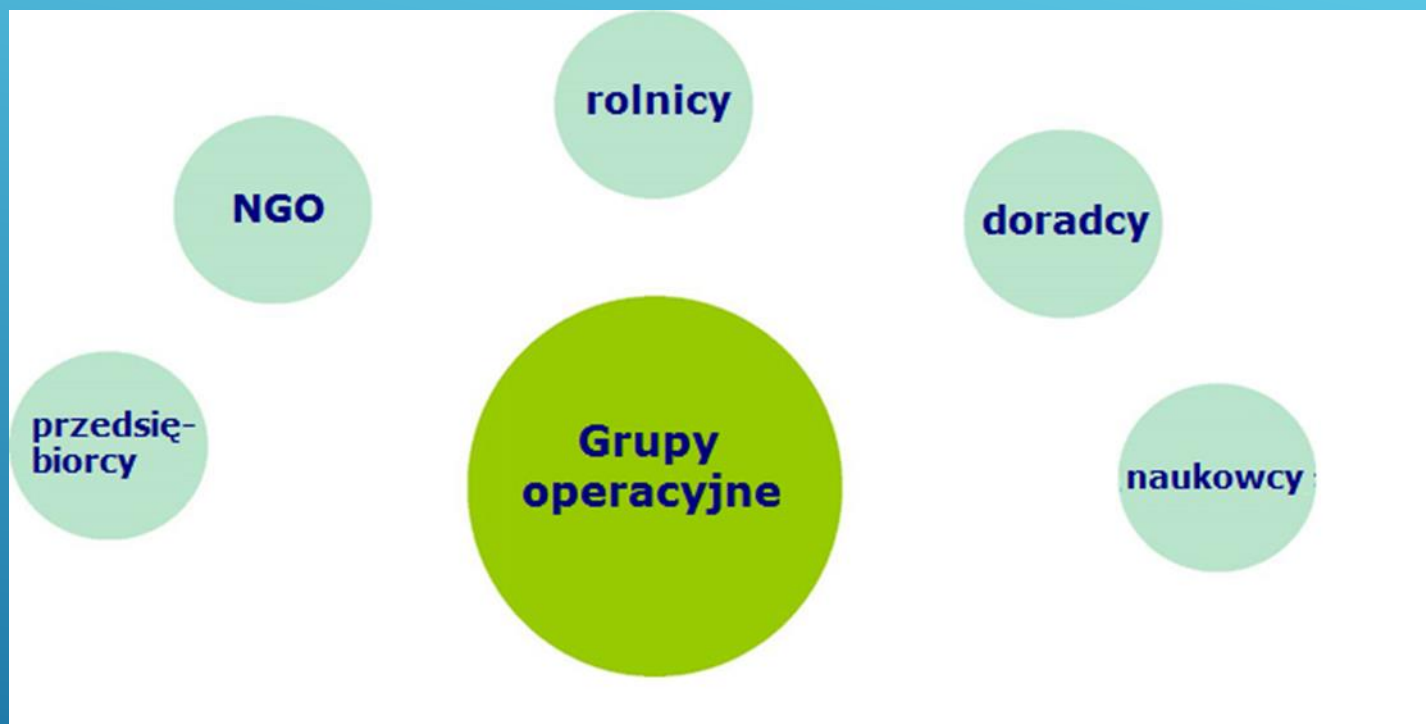 rolnicy
NGO
doradcy
przedsię-
biorcy
Grupy
operacyjne
naukowcy